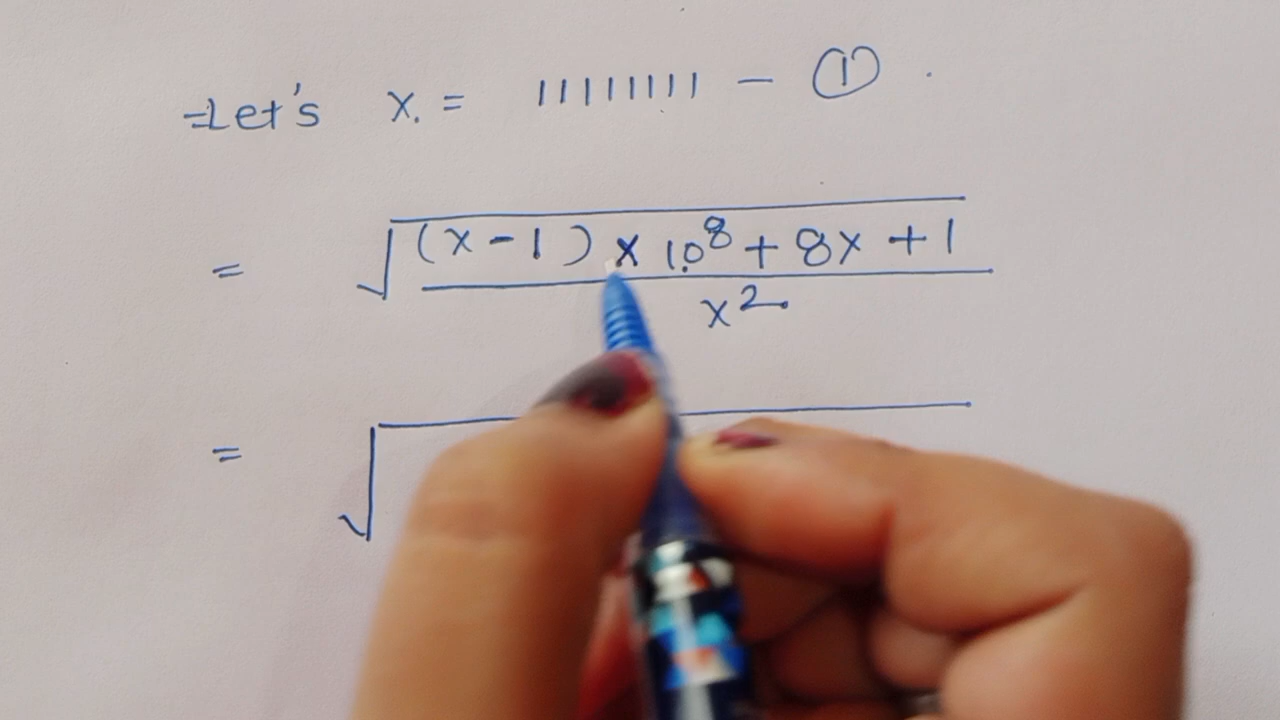 =Let's x. = 11111111 - ①.
= √((x-1) × 10⁸ + 8x + 1
x².
= √